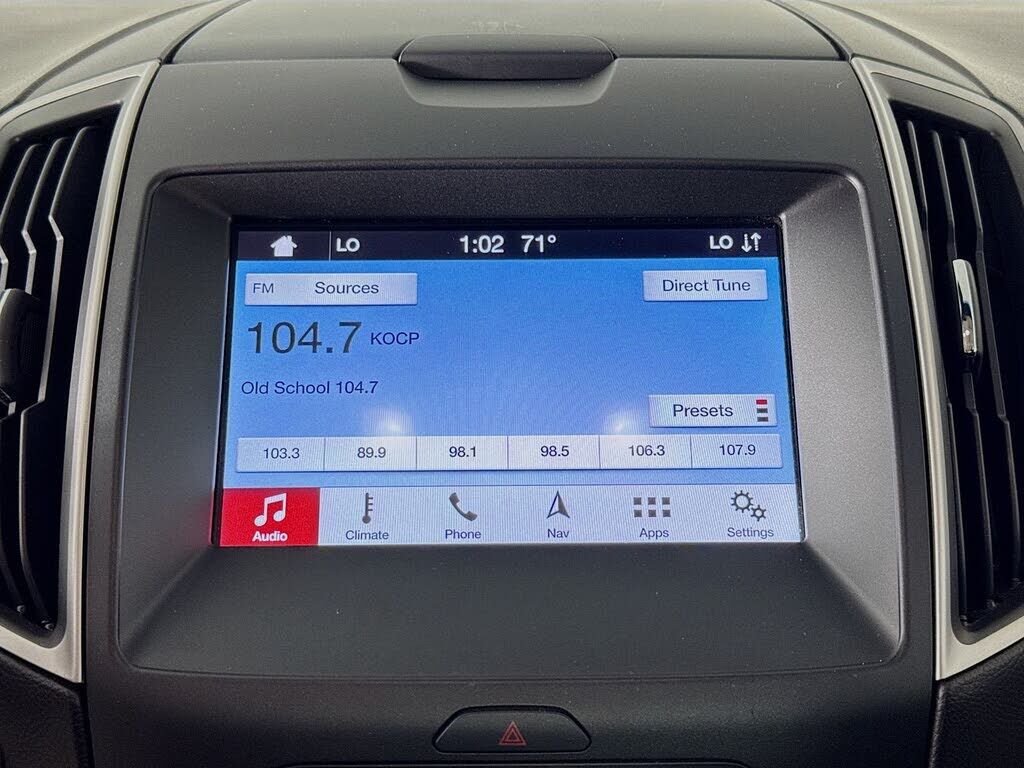 LO 1:02 71° LO
FM Sources Direct Tune
104.7 KOCP
Old School 104.7
Presets
103.3 89.9 98.1 98.5 106.3 107.9
Audio Climate Phone Nav Apps Settings